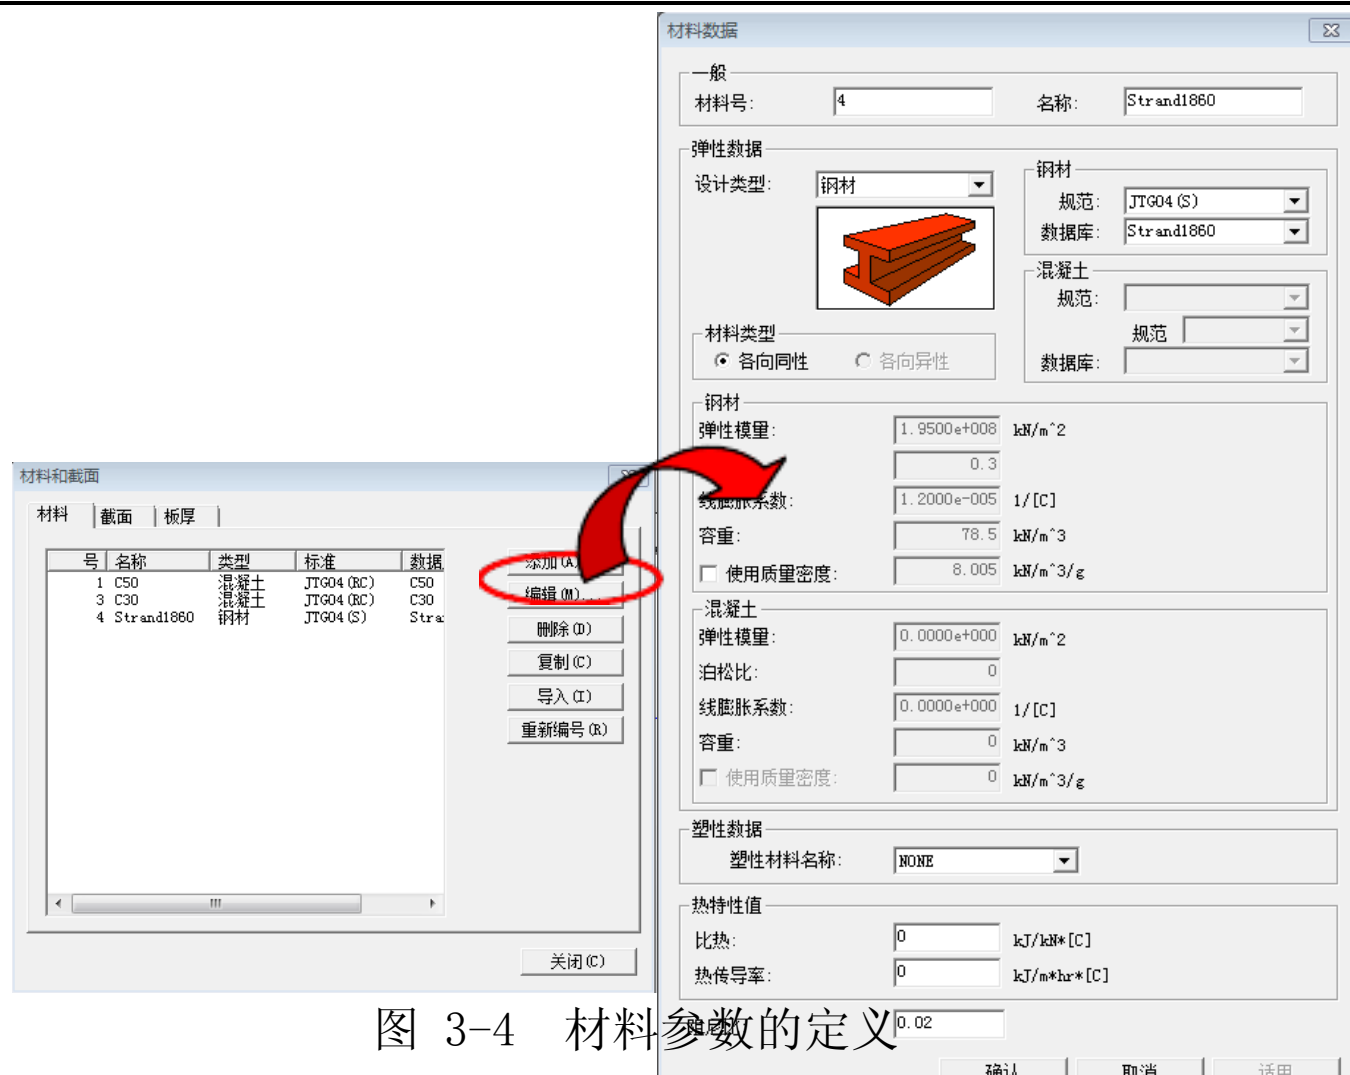 材料数据
一般
材料号: 4 名称: Strand1860
弹性数据
设计类型: 钢材
钢材
规范: JTG04(S)
数据库: Strand1860
混凝土
规范:
规范
数据库:
材料类型
各向同性 各向异性
钢材
弹性模量: 1.9500e+008 kN/m^2
0.3
线膨胀系数: 1.2000e-005 1/[C]
容重: 78.5 kN/m^3
使用质量密度: 8.005 kN/m^3/g
混凝土
弹性模量: 0.0000e+000 kN/m^2
泊松比: 0
线膨胀系数: 0.0000e+000 1/[C]
容重: 0 kN/m^3
使用质量密度: 0 kN/m^3/g
塑性数据
塑性材料名称: NONE
热特性值
比热: 0 kJ/kN*[C]
热传导率: 0 kJ/m*hr*[C]
0.02
确认 取消 适用
材料和截面
材料 截面 板厚
号 名称 类型 标准 数据
1 C50 混凝土 JTG04(RC) C50
3 C30 混凝土 JTG04(RC) C30
4 Strand1860 钢材 JTG04(S) Stra
添加(A)
编辑(M)...
删除(D)
复制(C)
导入(I)
重新编号(R)
关闭(C)
图 3-4 材料参数的定义